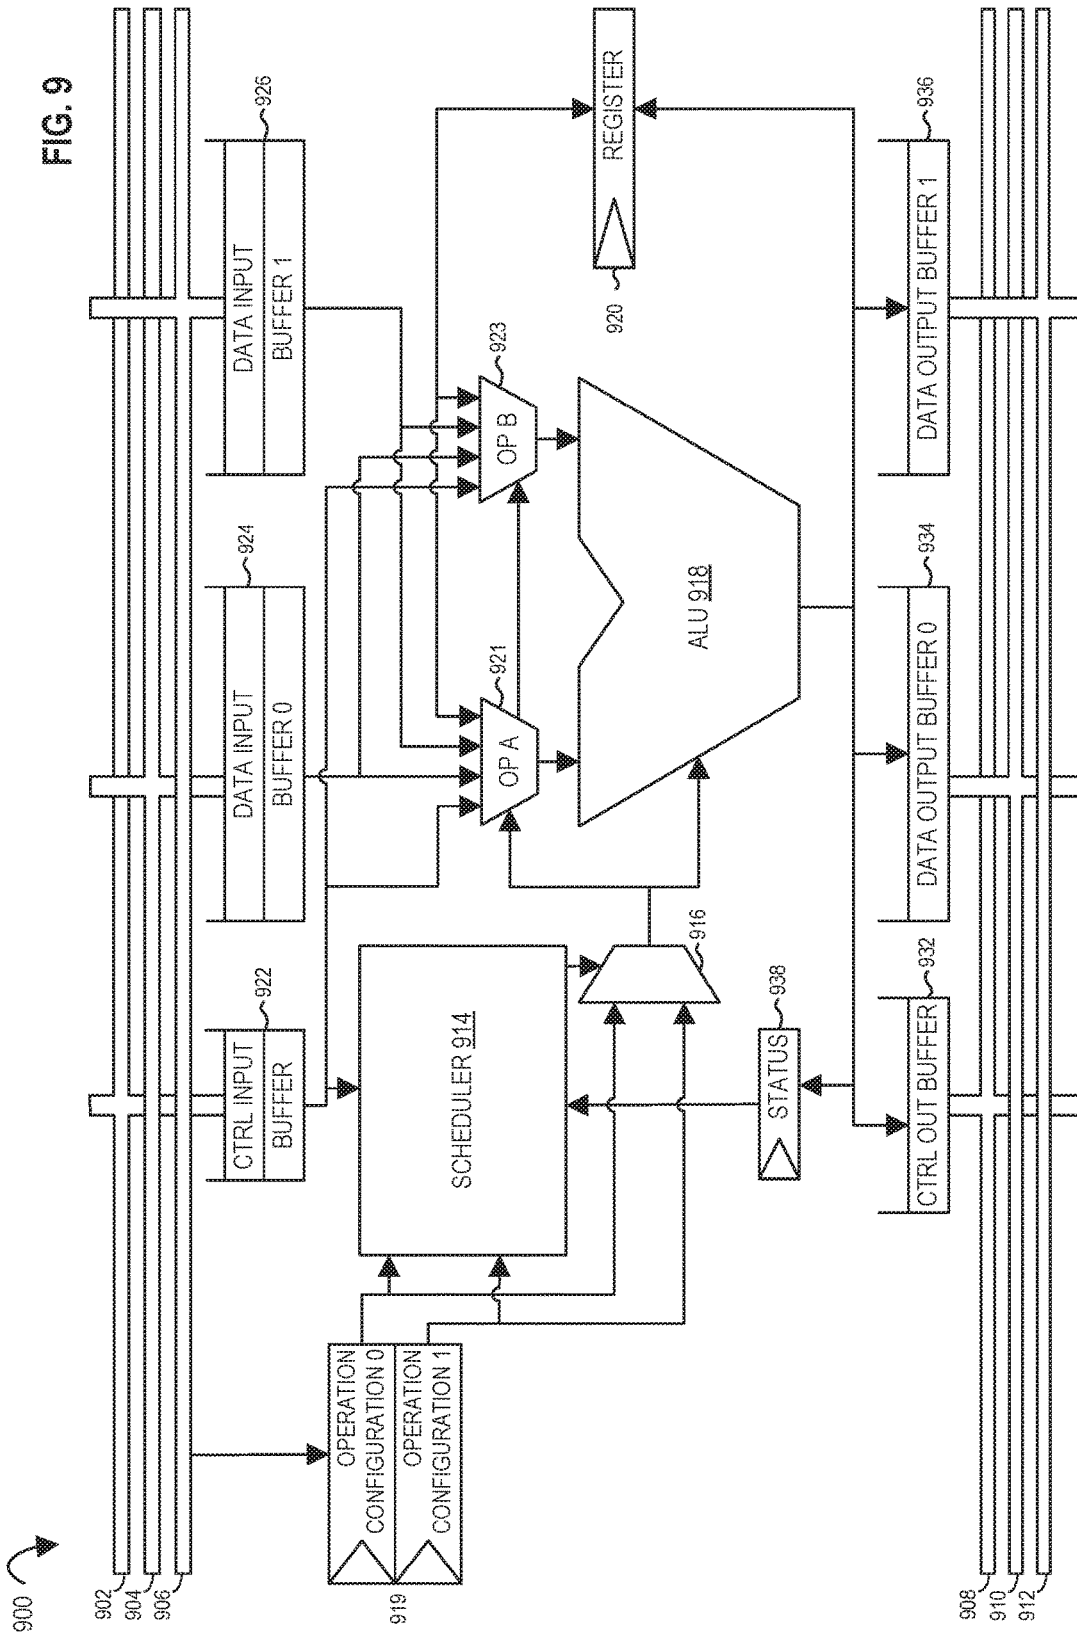 FIG. 9
900
902
904
906
CTRL INPUT
BUFFER
922
DATA INPUT
BUFFER 0
924
DATA INPUT
BUFFER 1
926
OPERATION
CONFIGURATION 0
OPERATION
CONFIGURATION 1
919
SCHEDULER 914
916
OP A
921
OP B
923
ALU 918
REGISTER
920
STATUS
938
CTRL OUT BUFFER
932
DATA OUTPUT BUFFER 0
934
DATA OUTPUT BUFFER 1
936
908
910
912